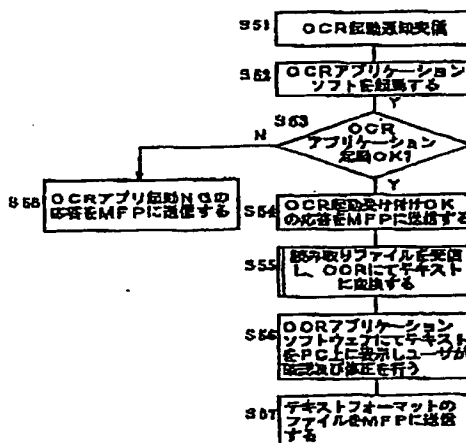 S51
OCR起動通知受信
S52
OCRアプリケーション
ソフトを起動する
Y
S53
OCR
アプリケーション
起動OK?
N
Y
S58
OCRアプリ起動NGの
応答をMFPに送信する
S54
OCR起動受け付けOK
の応答をMFPに送信する
S55
読み取りファイルを受信
し、OCRにてテキスト
に変換する
S56
OCRアプリケーション
ソフトウェアにてテキスト
をPC上に表示しユーザが
確認及び修正を行う
S57
テキストフォーマットの
ファイルをMFPに送信
する